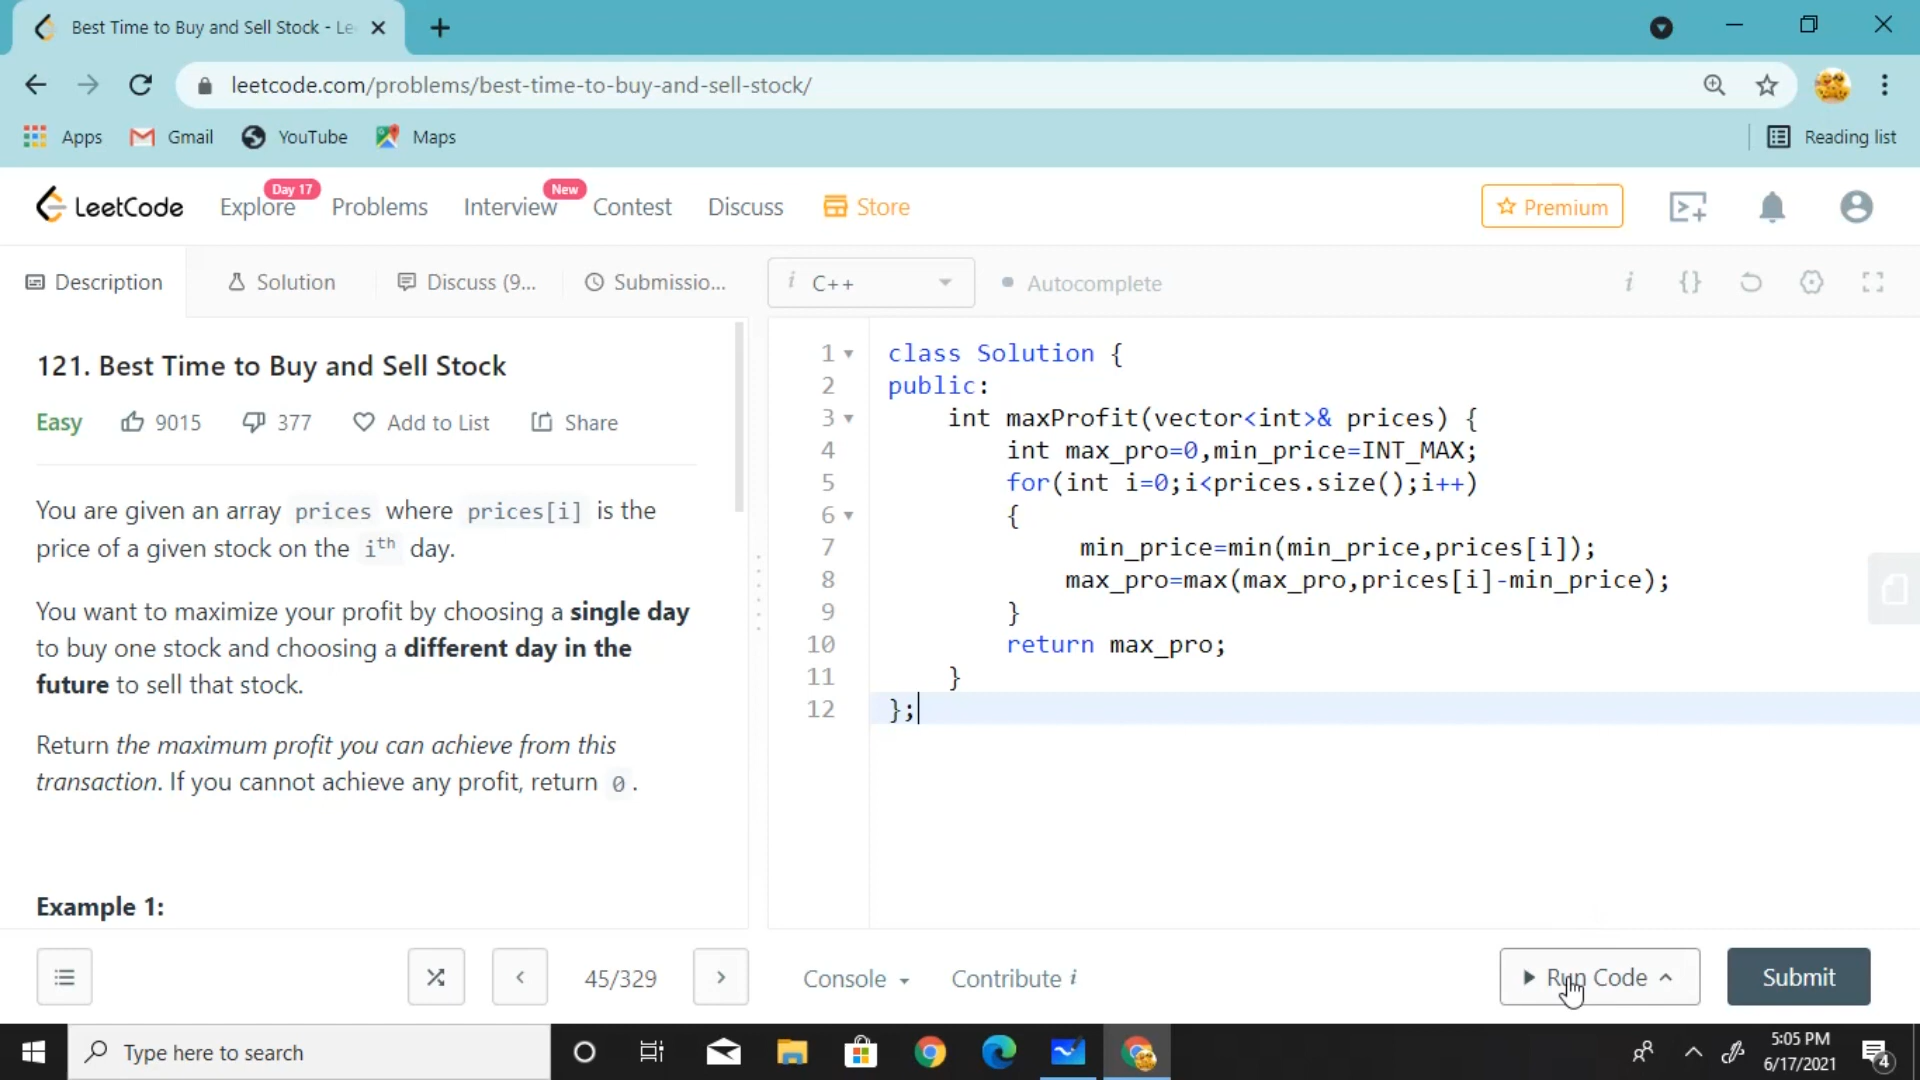 Best Time to Buy and Sell Stock - Le
leetcode.com/problems/best-time-to-buy-and-sell-stock/
Apps Gmail YouTube Maps Reading list
LeetCode Explore Day 17 Problems Interview New Contest Discuss Store Premium
Description Solution Discuss (9... Submissio...
i C++ Autocomplete i {}
121. Best Time to Buy and Sell Stock
Easy 9015 377 Add to List Share
You are given an array prices where prices[i] is the
price of a given stock on the ith day.
You want to maximize your profit by choosing a single day
to buy one stock and choosing a different day in the
future to sell that stock.
Return the maximum profit you can achieve from this
transaction. If you cannot achieve any profit, return 0.
Example 1:
1 class Solution {
2 public:
3 int maxProfit(vector<int>& prices) {
4 int max_pro=0,min_price=INT_MAX;
5 for(int i=0;i<prices.size();i++)
6 {
7 min_price=min(min_price,prices[i]);
8 max_pro=max(max_pro,prices[i]-min_price);
9 }
10 return max_pro;
11 }
12 };
45/329 Console Contribute i Run Code Submit
Type here to search
5:05 PM
6/17/2021
4